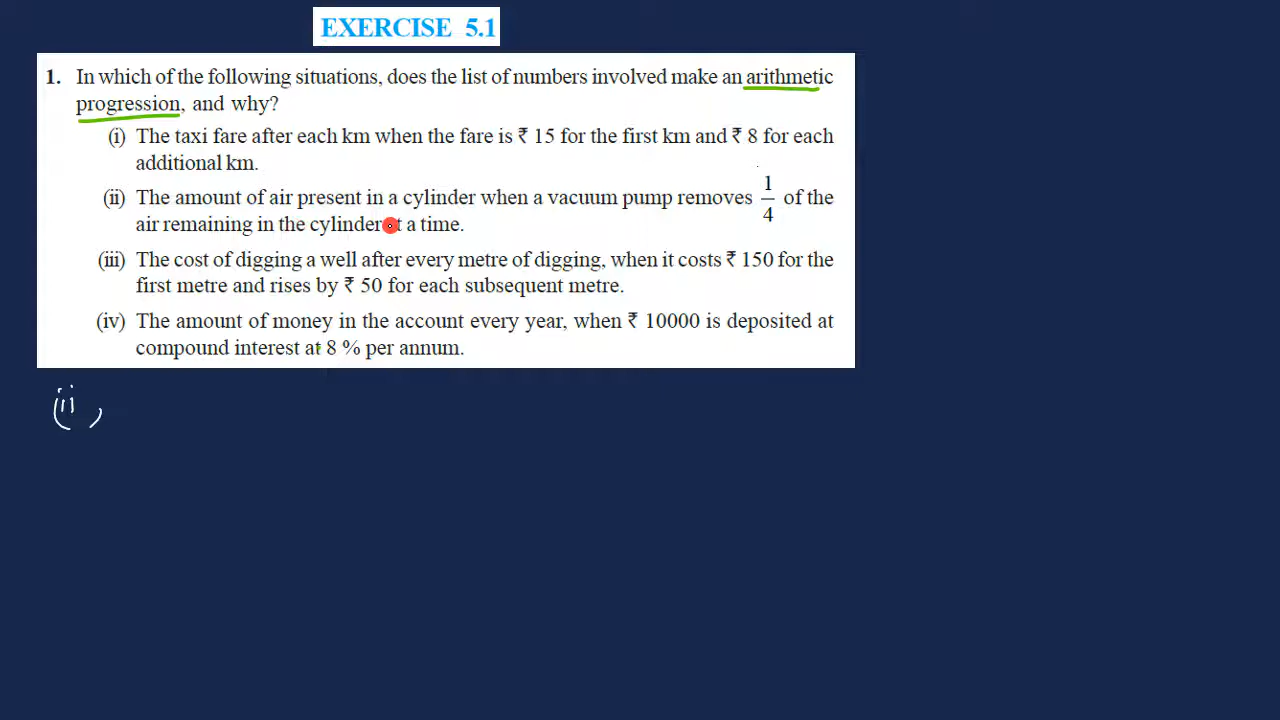 EXERCISE 5.1
1. In which of the following situations, does the list of numbers involved make an arithmetic
progression, and why?
(i) The taxi fare after each km when the fare is ₹ 15 for the first km and ₹ 8 for each
additional km.
(ii) The amount of air present in a cylinder when a vacuum pump removes 1/4 of the
air remaining in the cylinder at a time.
(iii) The cost of digging a well after every metre of digging, when it costs ₹ 150 for the
first metre and rises by ₹ 50 for each subsequent metre.
(iv) The amount of money in the account every year, when ₹ 10000 is deposited at
compound interest at 8 % per annum.
(ii)